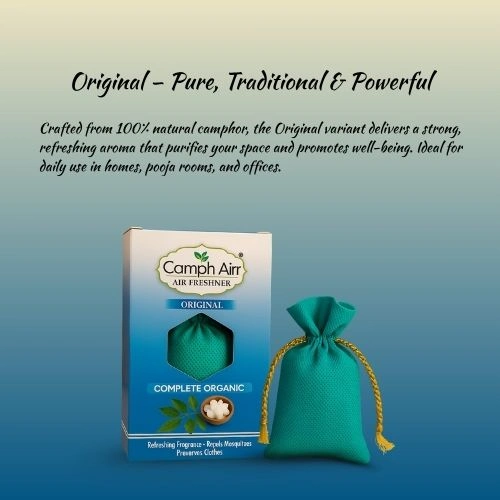 Original – Pure, Traditional & Powerful
Crafted from 100% natural camphor, the Original variant delivers a strong,
refreshing aroma that purifies your space and promotes well-being. Ideal for
daily use in homes, pooja rooms, and offices.
Camph Airr®
AIR FRESHNER
ORIGINAL
COMPLETE ORGANIC
Refreshing Fragrance - Repels Mosquitoes
Preserves Clothes